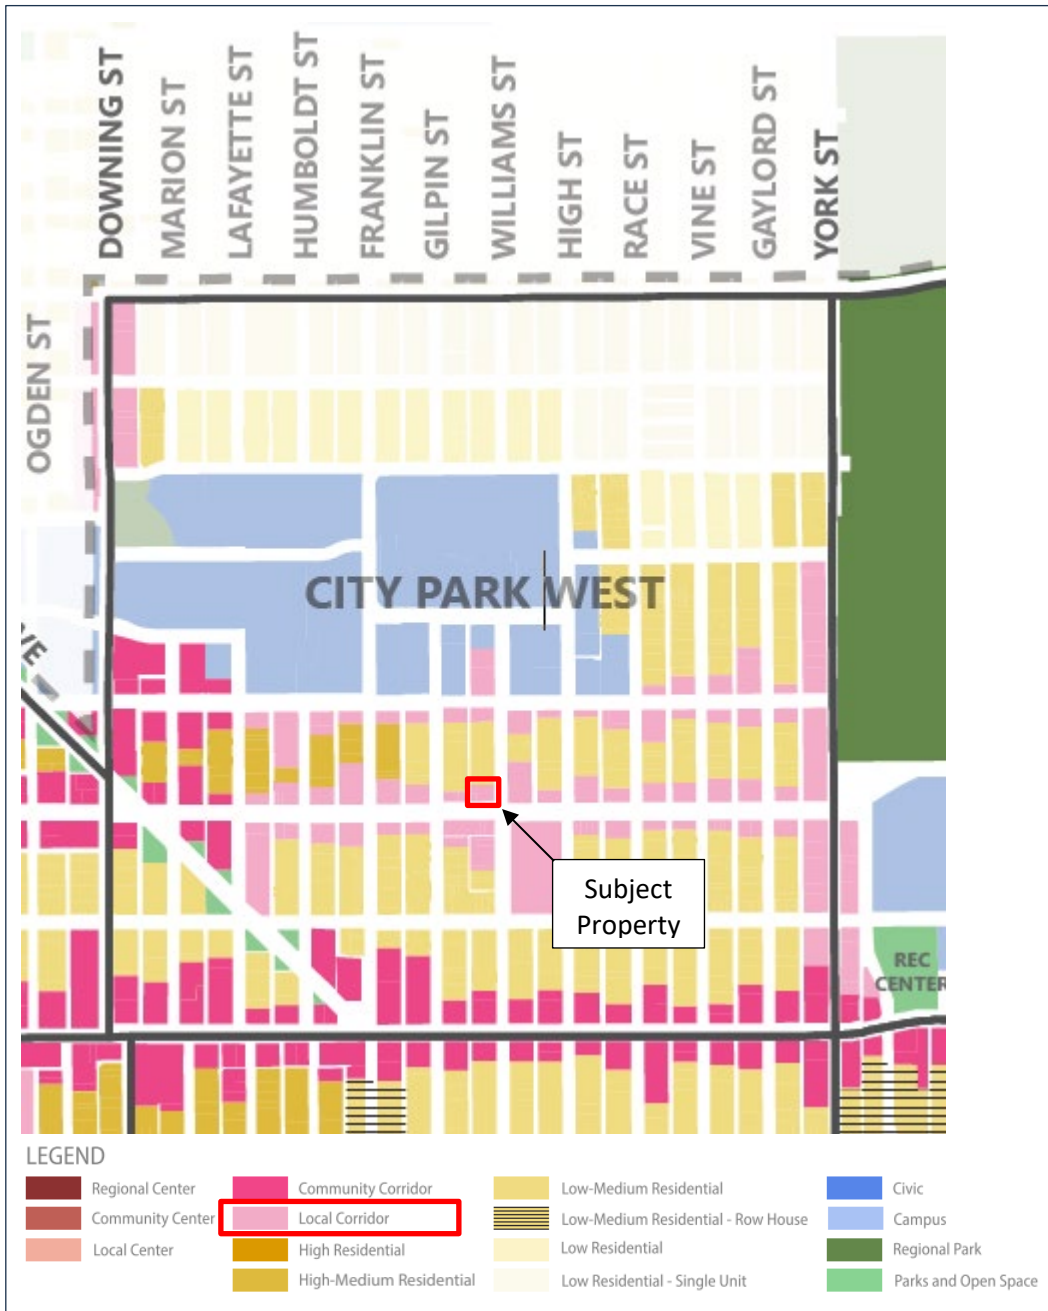 DOWNING ST
MARION ST
LAFAYETTE ST
HUMBOLDT ST
FRANKLIN ST
GILPIN ST
WILLIAMS ST
HIGH ST
RACE ST
VINE ST
GAYLORD ST
YORK ST
OGDEN ST
CITY PARK WEST
VE
Subject
Property
REC
CENTER
LEGEND
Regional Center
Community Center
Local Center
Community Corridor
Local Corridor
High Residential
High-Medium Residential
Low-Medium Residential
Low-Medium Residential - Row House
Low Residential
Low Residential - Single Unit
Civic
Campus
Regional Park
Parks and Open Space